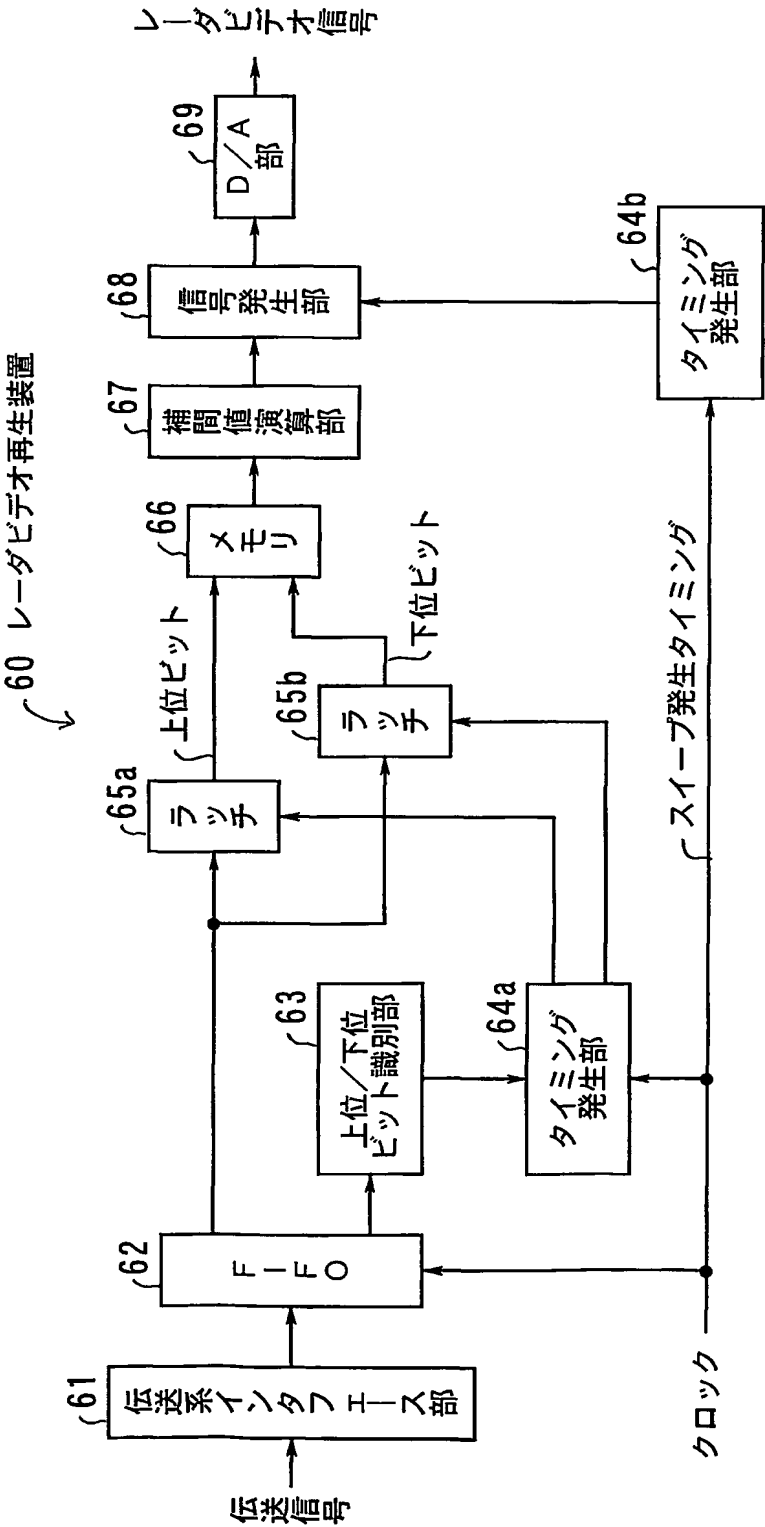 60 レーダビデオ再生装置
伝送信号
61
伝送系インタフェース部
62
FIFO
63
上位/下位
ビット識別部
64a
タイミング
発生部
65a
ラッチ
上位ビット
65b
ラッチ
下位ビット
66
メモリ
67
補間値演算部
68
信号発生部
69
D/A
部
レーダビデオ信号
64b
タイミング
発生部
クロック
スイープ発生タイミング